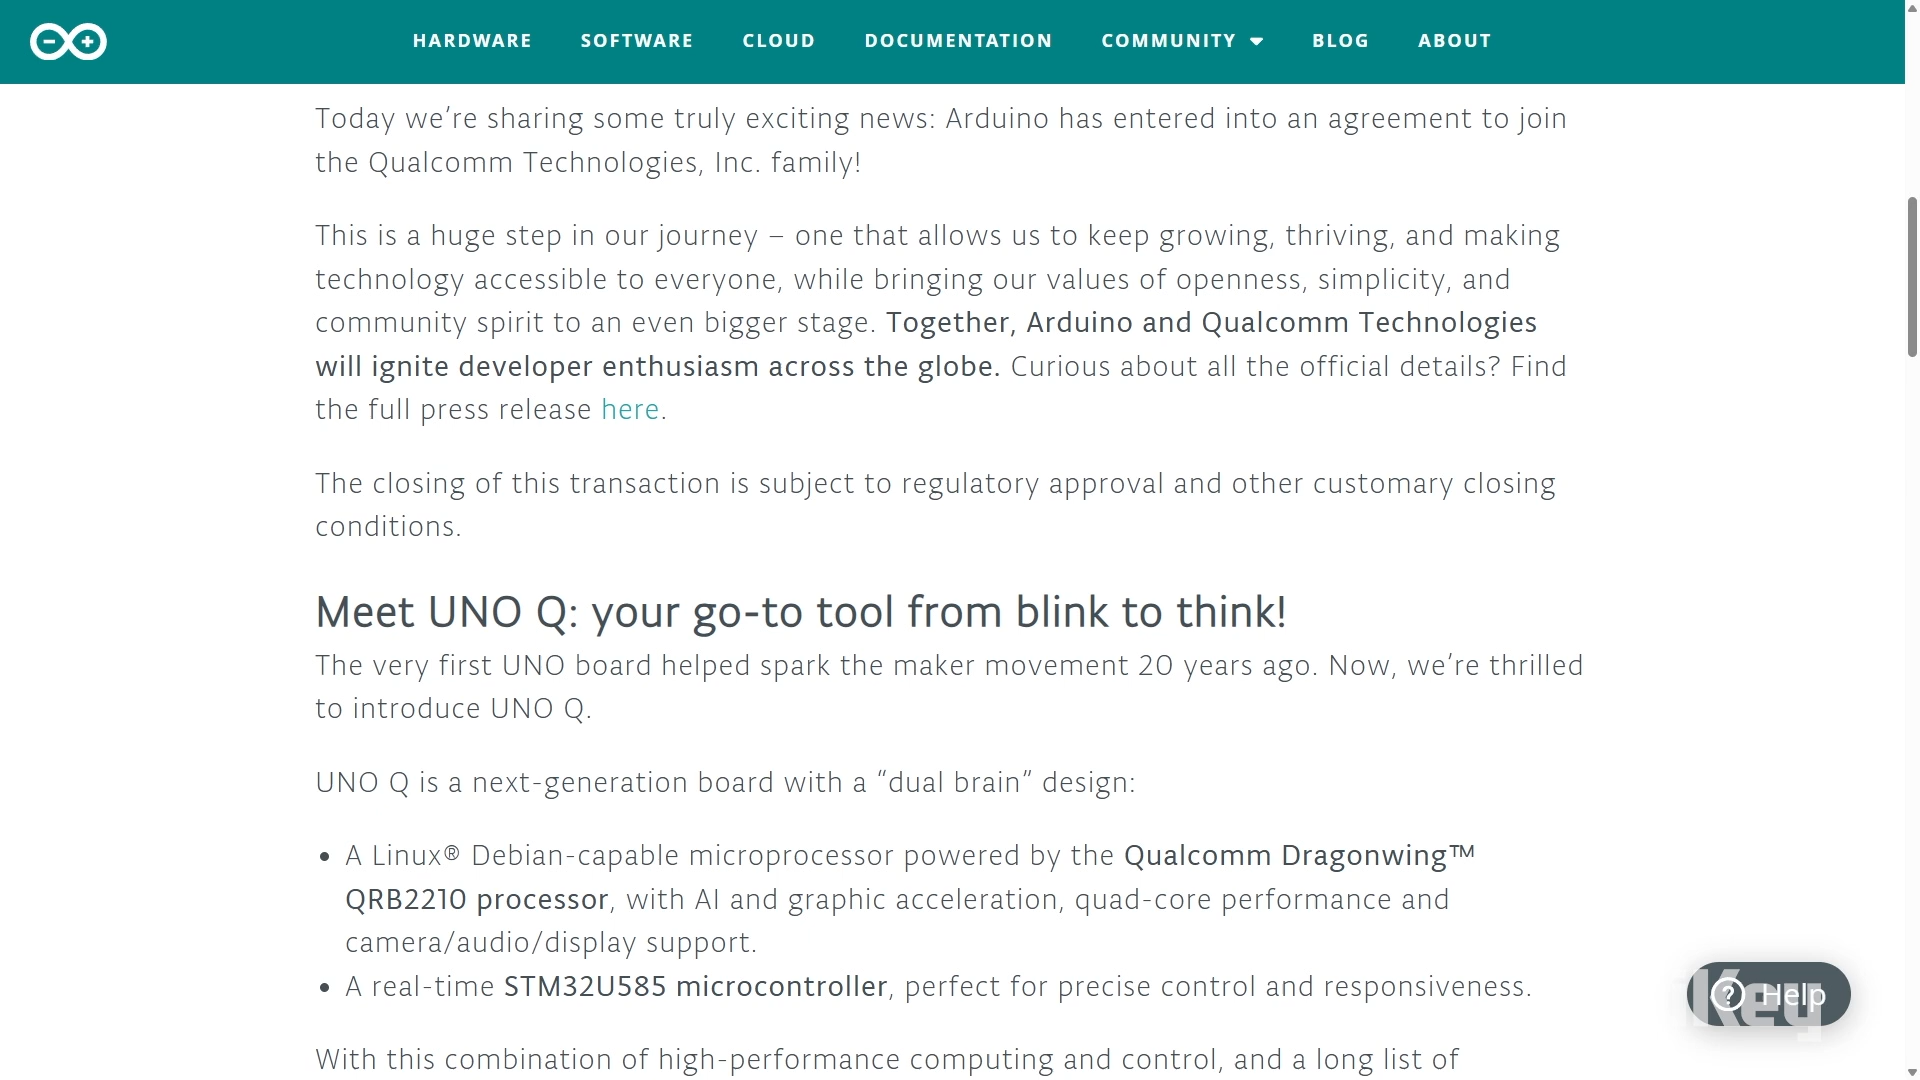 HARDWARE SOFTWARE CLOUD DOCUMENTATION COMMUNITY BLOG ABOUT
Today we’re sharing some truly exciting news: Arduino has entered into an agreement to join
the Qualcomm Technologies, Inc. family!
This is a huge step in our journey – one that allows us to keep growing, thriving, and making
technology accessible to everyone, while bringing our values of openness, simplicity, and
community spirit to an even bigger stage. Together, Arduino and Qualcomm Technologies
will ignite developer enthusiasm across the globe. Curious about all the official details? Find
the full press release here.
The closing of this transaction is subject to regulatory approval and other customary closing
conditions.
Meet UNO Q: your go-to tool from blink to think!
The very first UNO board helped spark the maker movement 20 years ago. Now, we’re thrilled
to introduce UNO Q.
UNO Q is a next-generation board with a “dual brain” design:
• A Linux® Debian-capable microprocessor powered by the Qualcomm Dragonwing™
QRB2210 processor, with AI and graphic acceleration, quad-core performance and
camera/audio/display support.
• A real-time STM32U585 microcontroller, perfect for precise control and responsiveness.
Help
Key
With this combination of high-performance computing and control, and a long list of